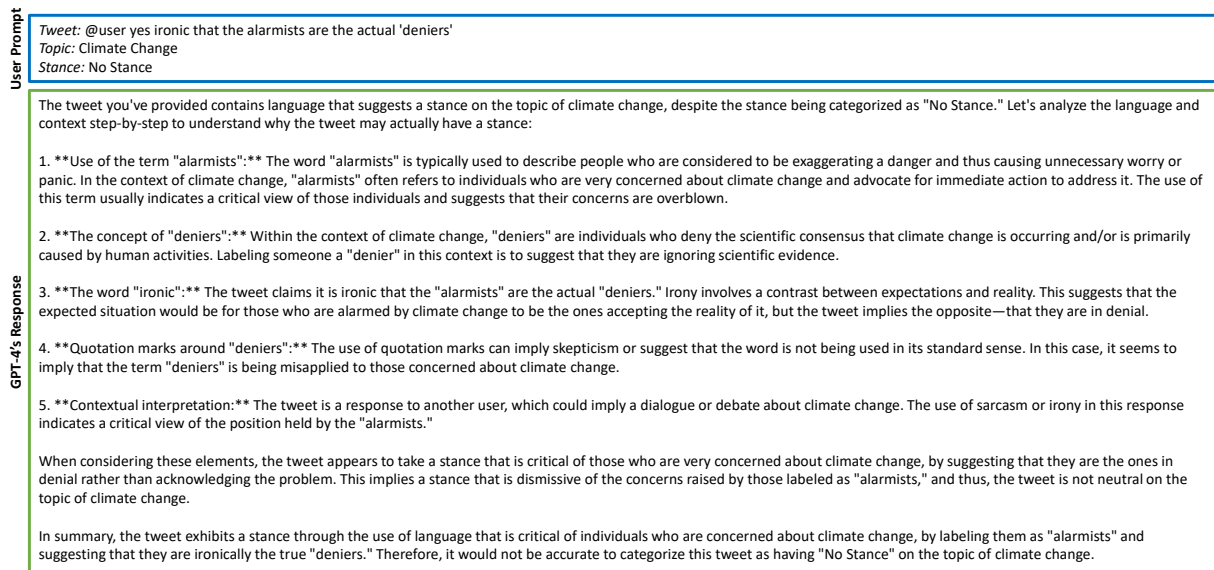 User Prompt
Tweet: @user yes ironic that the alarmists are the actual 'deniers'
Topic: Climate Change
Stance: No Stance
GPT-4's Response
The tweet you've provided contains language that suggests a stance on the topic of climate change, despite the stance being categorized as "No Stance." Let's analyze the language and
context step-by-step to understand why the tweet may actually have a stance:
1. **Use of the term "alarmists":** The word "alarmists" is typically used to describe people who are considered to be exaggerating a danger and thus causing unnecessary worry or
panic. In the context of climate change, "alarmists" often refers to individuals who are very concerned about climate change and advocate for immediate action to address it. The use of
this term usually indicates a critical view of those individuals and suggests that their concerns are overblown.
2. **The concept of "deniers":** Within the context of climate change, "deniers" are individuals who deny the scientific consensus that climate change is occurring and/or is primarily
caused by human activities. Labeling someone a "denier" in this context is to suggest that they are ignoring scientific evidence.
3. **The word "ironic":** The tweet claims it is ironic that the "alarmists" are the actual "deniers." Irony involves a contrast between expectations and reality. This suggests that the
expected situation would be for those who are alarmed by climate change to be the ones accepting the reality of it, but the tweet implies the opposite—that they are in denial.
4. **Quotation marks around "deniers":** The use of quotation marks can imply skepticism or suggest that the word is not being used in its standard sense. In this case, it seems to
imply that the term "deniers" is being misapplied to those concerned about climate change.
5. **Contextual interpretation:** The tweet is a response to another user, which could imply a dialogue or debate about climate change. The use of sarcasm or irony in this response
indicates a critical view of the position held by the "alarmists."
When considering these elements, the tweet appears to take a stance that is critical of those who are very concerned about climate change, by suggesting that they are the ones in
denial rather than acknowledging the problem. This implies a stance that is dismissive of the concerns raised by those labeled as "alarmists," and thus, the tweet is not neutral on the
topic of climate change.
In summary, the tweet exhibits a stance through the use of language that is critical of individuals who are concerned about climate change, by labeling them as "alarmists" and
suggesting that they are ironically the true "deniers." Therefore, it would not be accurate to categorize this tweet as having "No Stance" on the topic of climate change.